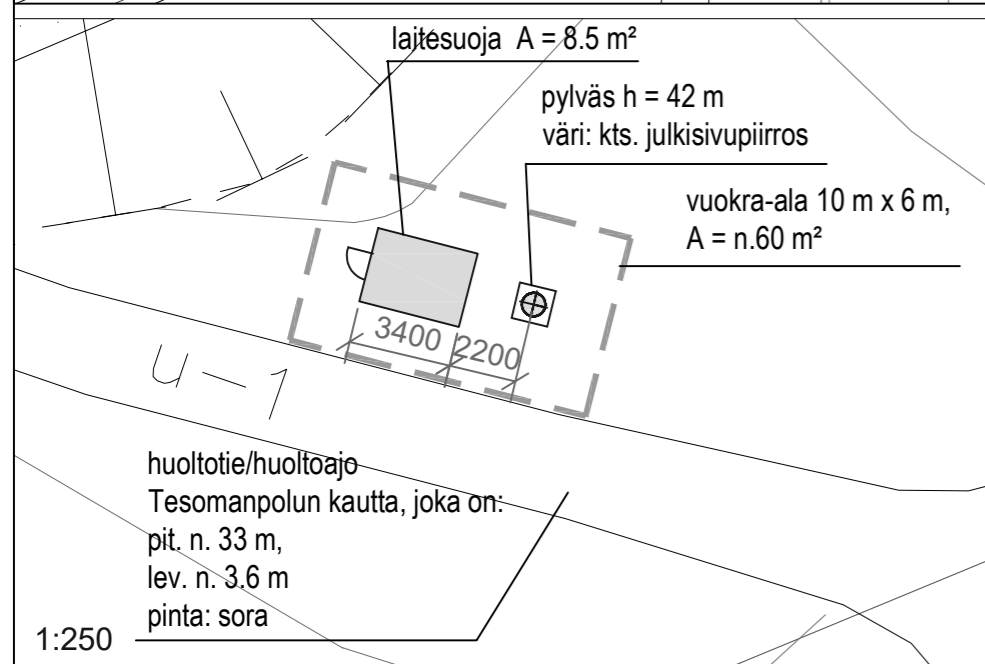 laitesuoja A = 8.5 m²
pylväs h = 42 m
väri: kts. julkisivupiirros
vuokra-ala 10 m x 6 m,
A = n.60 m²
3400
2200
u-1
huoltotie/huoltoajo
Tesomanpolun kautta, joka on:
pit. n. 33 m,
lev. n. 3.6 m
pinta: sora
1:250